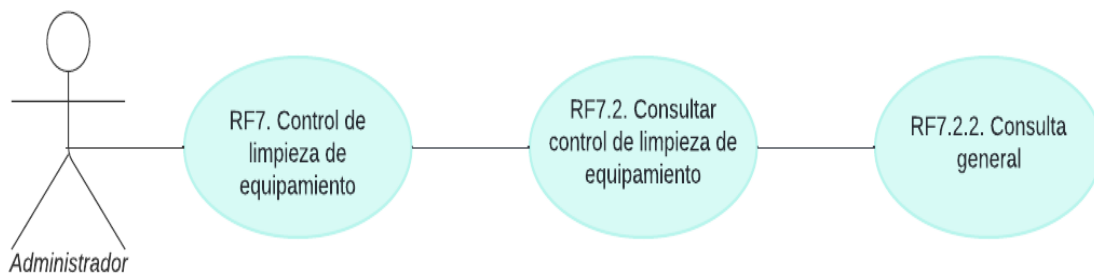 RF7. Control de
limpieza de
equipamiento
RF7.2. Consultar
control de limpieza de
equipamiento
RF7.2.2. Consulta
general
Administrador